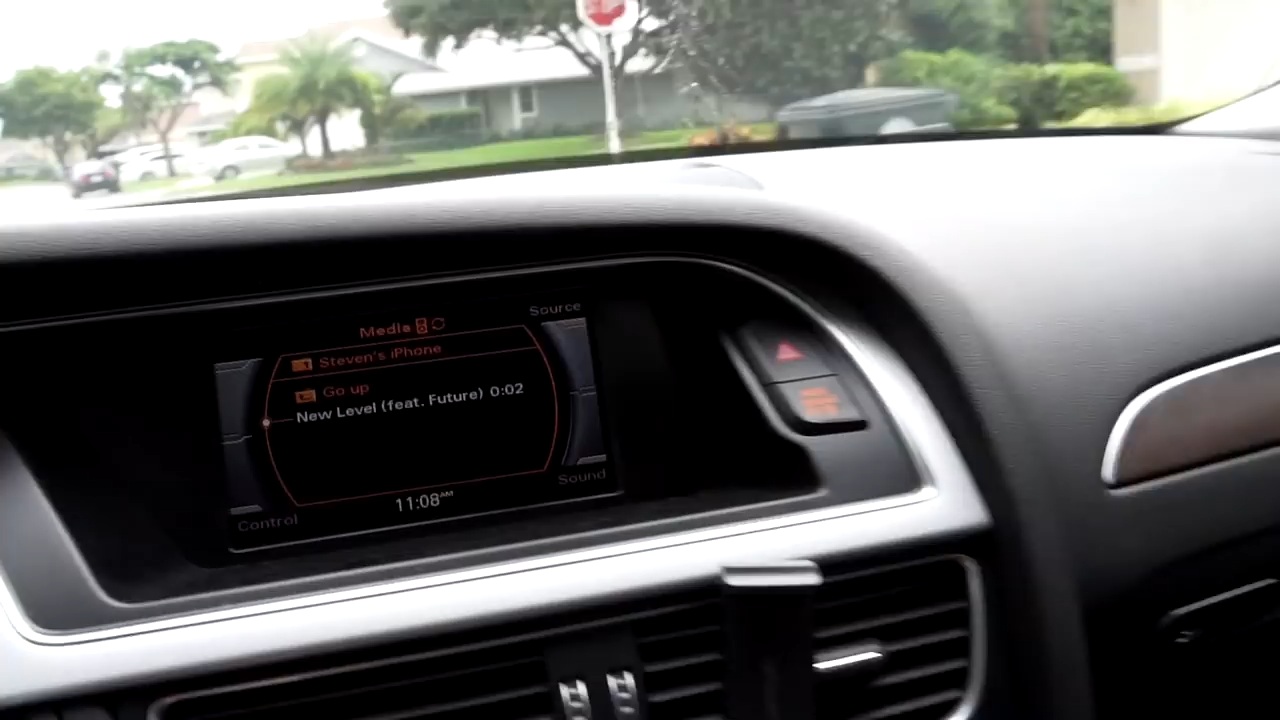 Source
Media
Steven's iPhone
Go up
New Level (feat. Future) 0:02
Sound
11:08AM
Control